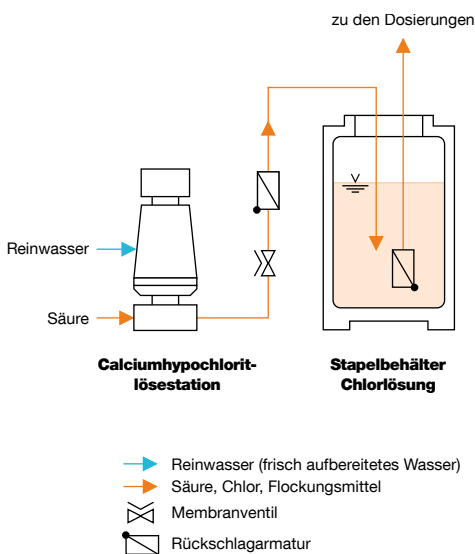 zu den Dosierungen
Reinwasser
Säure
Calciumhypochlorit-
lösestation
Stapelbehälter
Chlorlösung
Reinwasser (frisch aufbereitetes Wasser)
Säure, Chlor, Flockungsmittel
Membranventil
Rückschlagarmatur